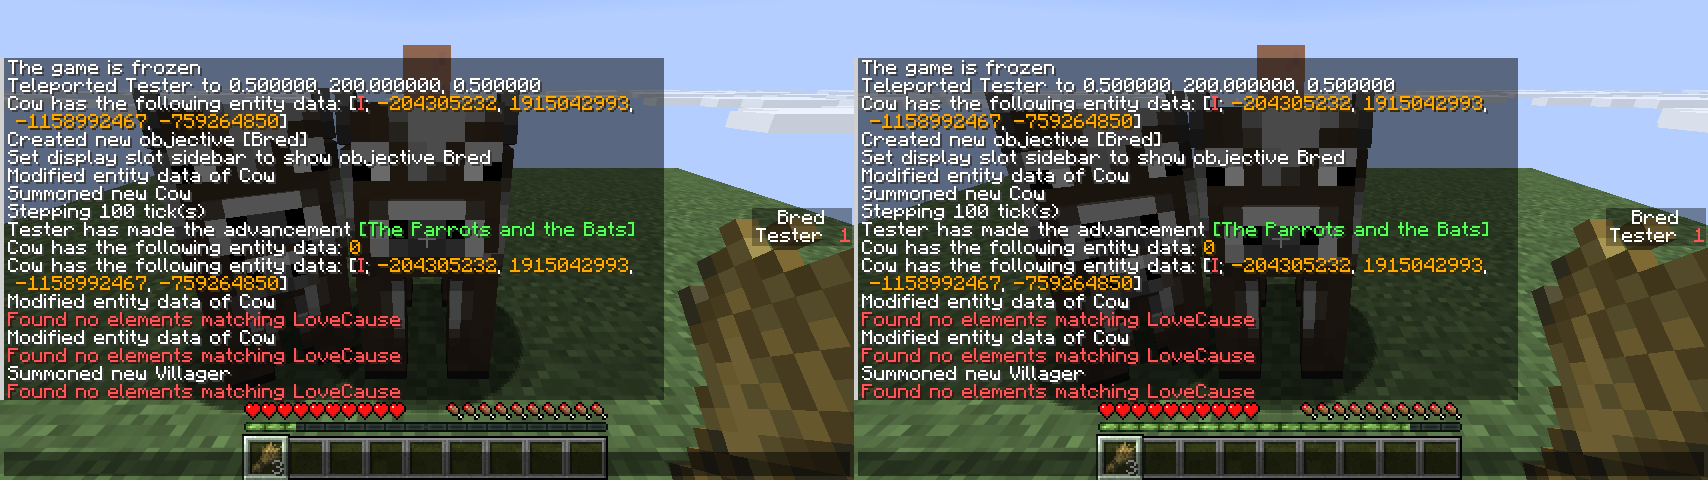 The game is frozen
Teleported Tester to 0.500000, 200.000000, 0.500000
Cow has the following entity data: [I; -204305232, 1915042993,
-1158992467, -759264850]
Created new objective [Bred]
Set display slot sidebar to show objective Bred
Modified entity data of Cow
Summoned new Cow
Stepping 100 tick(s)
Tester has made the advancement [The Parrots and the Bats]
Cow has the following entity data: 0
Cow has the following entity data: [I; -204305232, 1915042993,
-1158992467, -759264850]
Modified entity data of Cow
Found no elements matching LoveCause
Modified entity data of Cow
Found no elements matching LoveCause
Summoned new Villager
Found no elements matching LoveCause
Bred
Tester 1
3
The game is frozen
Teleported Tester to 0.500000, 200.000000, 0.500000
Cow has the following entity data: [I; -204305232, 1915042993,
-1158992467, -759264850]
Created new objective [Bred]
Set display slot sidebar to show objective Bred
Modified entity data of Cow
Summoned new Cow
Stepping 100 tick(s)
Tester has made the advancement [The Parrots and the Bats]
Cow has the following entity data: 0
Cow has the following entity data: [I; -204305232, 1915042993,
-1158992467, -759264850]
Modified entity data of Cow
Found no elements matching LoveCause
Modified entity data of Cow
Found no elements matching LoveCause
Summoned new Villager
Found no elements matching LoveCause
Bred
Tester 1
3